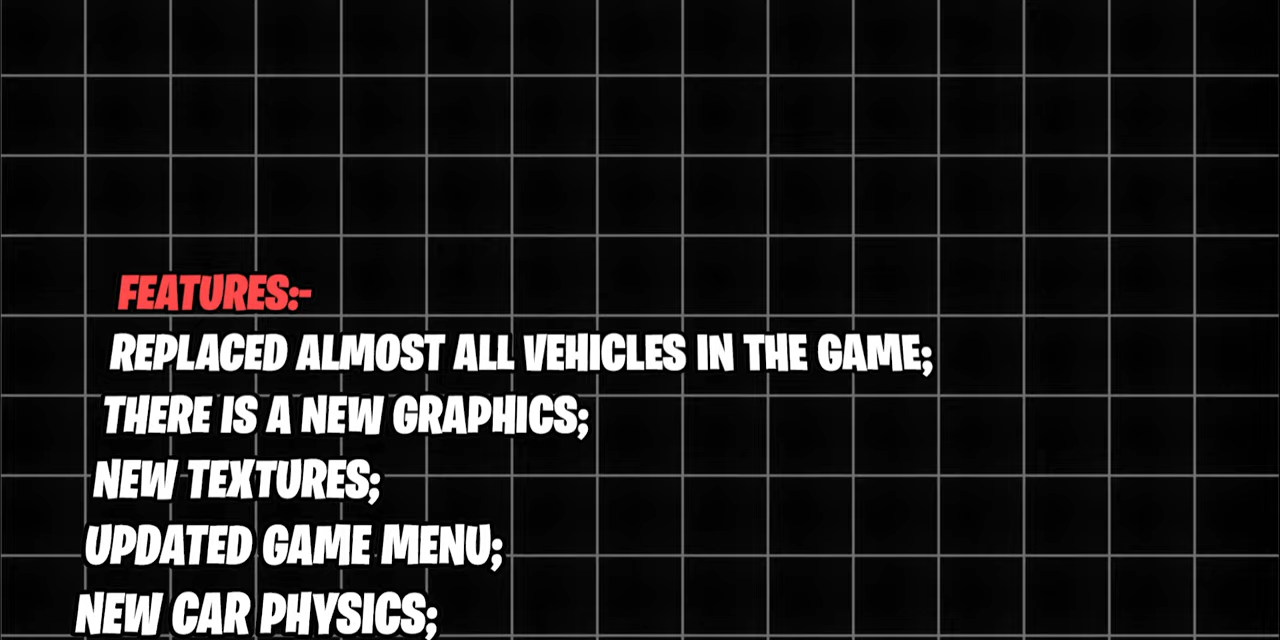 FEATURES:-
REPLACED ALMOST ALL VEHICLES IN THE GAME;
THERE IS A NEW GRAPHICS;
NEW TEXTURES;
UPDATED GAME MENU;
NEW CAR PHYSICS;